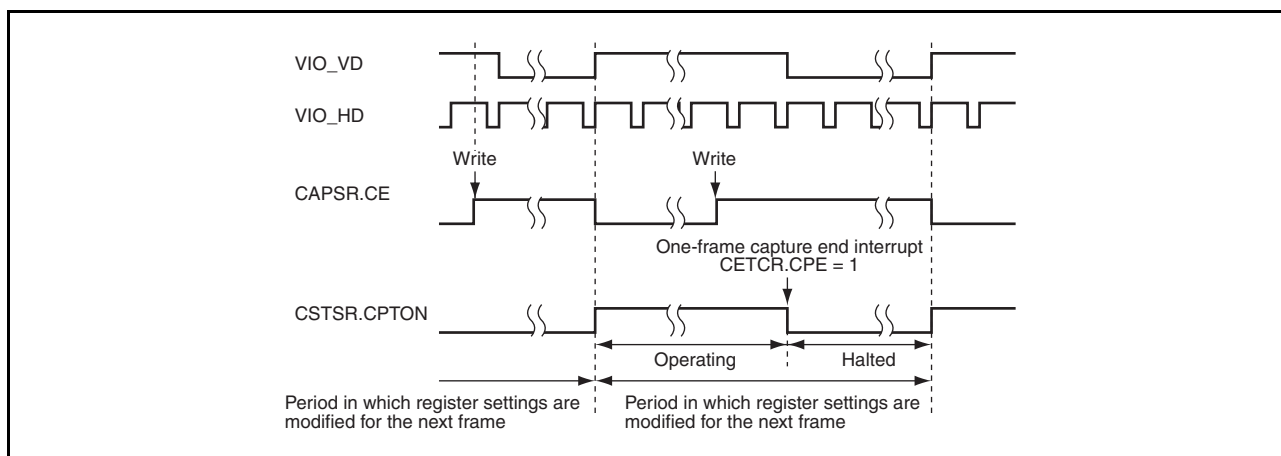 VIO_VD
VIO_HD
Write
Write
CAPSR.CE
One-frame capture end interrupt
CETCR.CPE = 1
CSTSR.CPTON
Operating
Halted
Period in which register settings are
modified for the next frame
Period in which register settings are
modified for the next frame